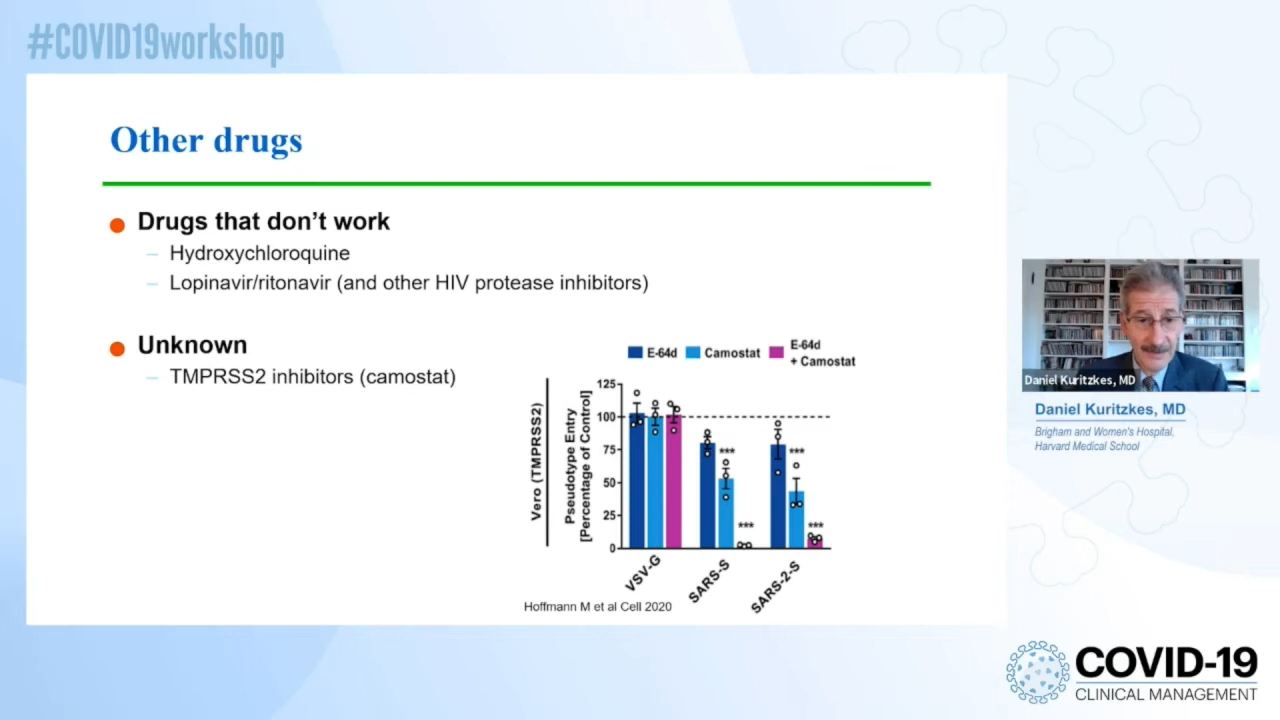 #COVID19workshop
Other drugs
Drugs that don't work
– Hydroxychloroquine
– Lopinavir/ritonavir (and other HIV protease inhibitors)
Unknown
– TMPRSS2 inhibitors (camostat)
E-64d
Camostat
E-64d
+ Camostat
Vero (TMPRSS2)
Pseudotype Entry
[Percentage of Control]
125
100
75
50
25
0
***
***
***
***
VSV-G
SARS-S
SARS-2-S
Hoffmann M et al Cell 2020
Daniel Kuritzkes, MD
Daniel Kuritzkes, MD
Brigham and Women's Hospital,
Harvard Medical School
COVID-19
CLINICAL MANAGEMENT